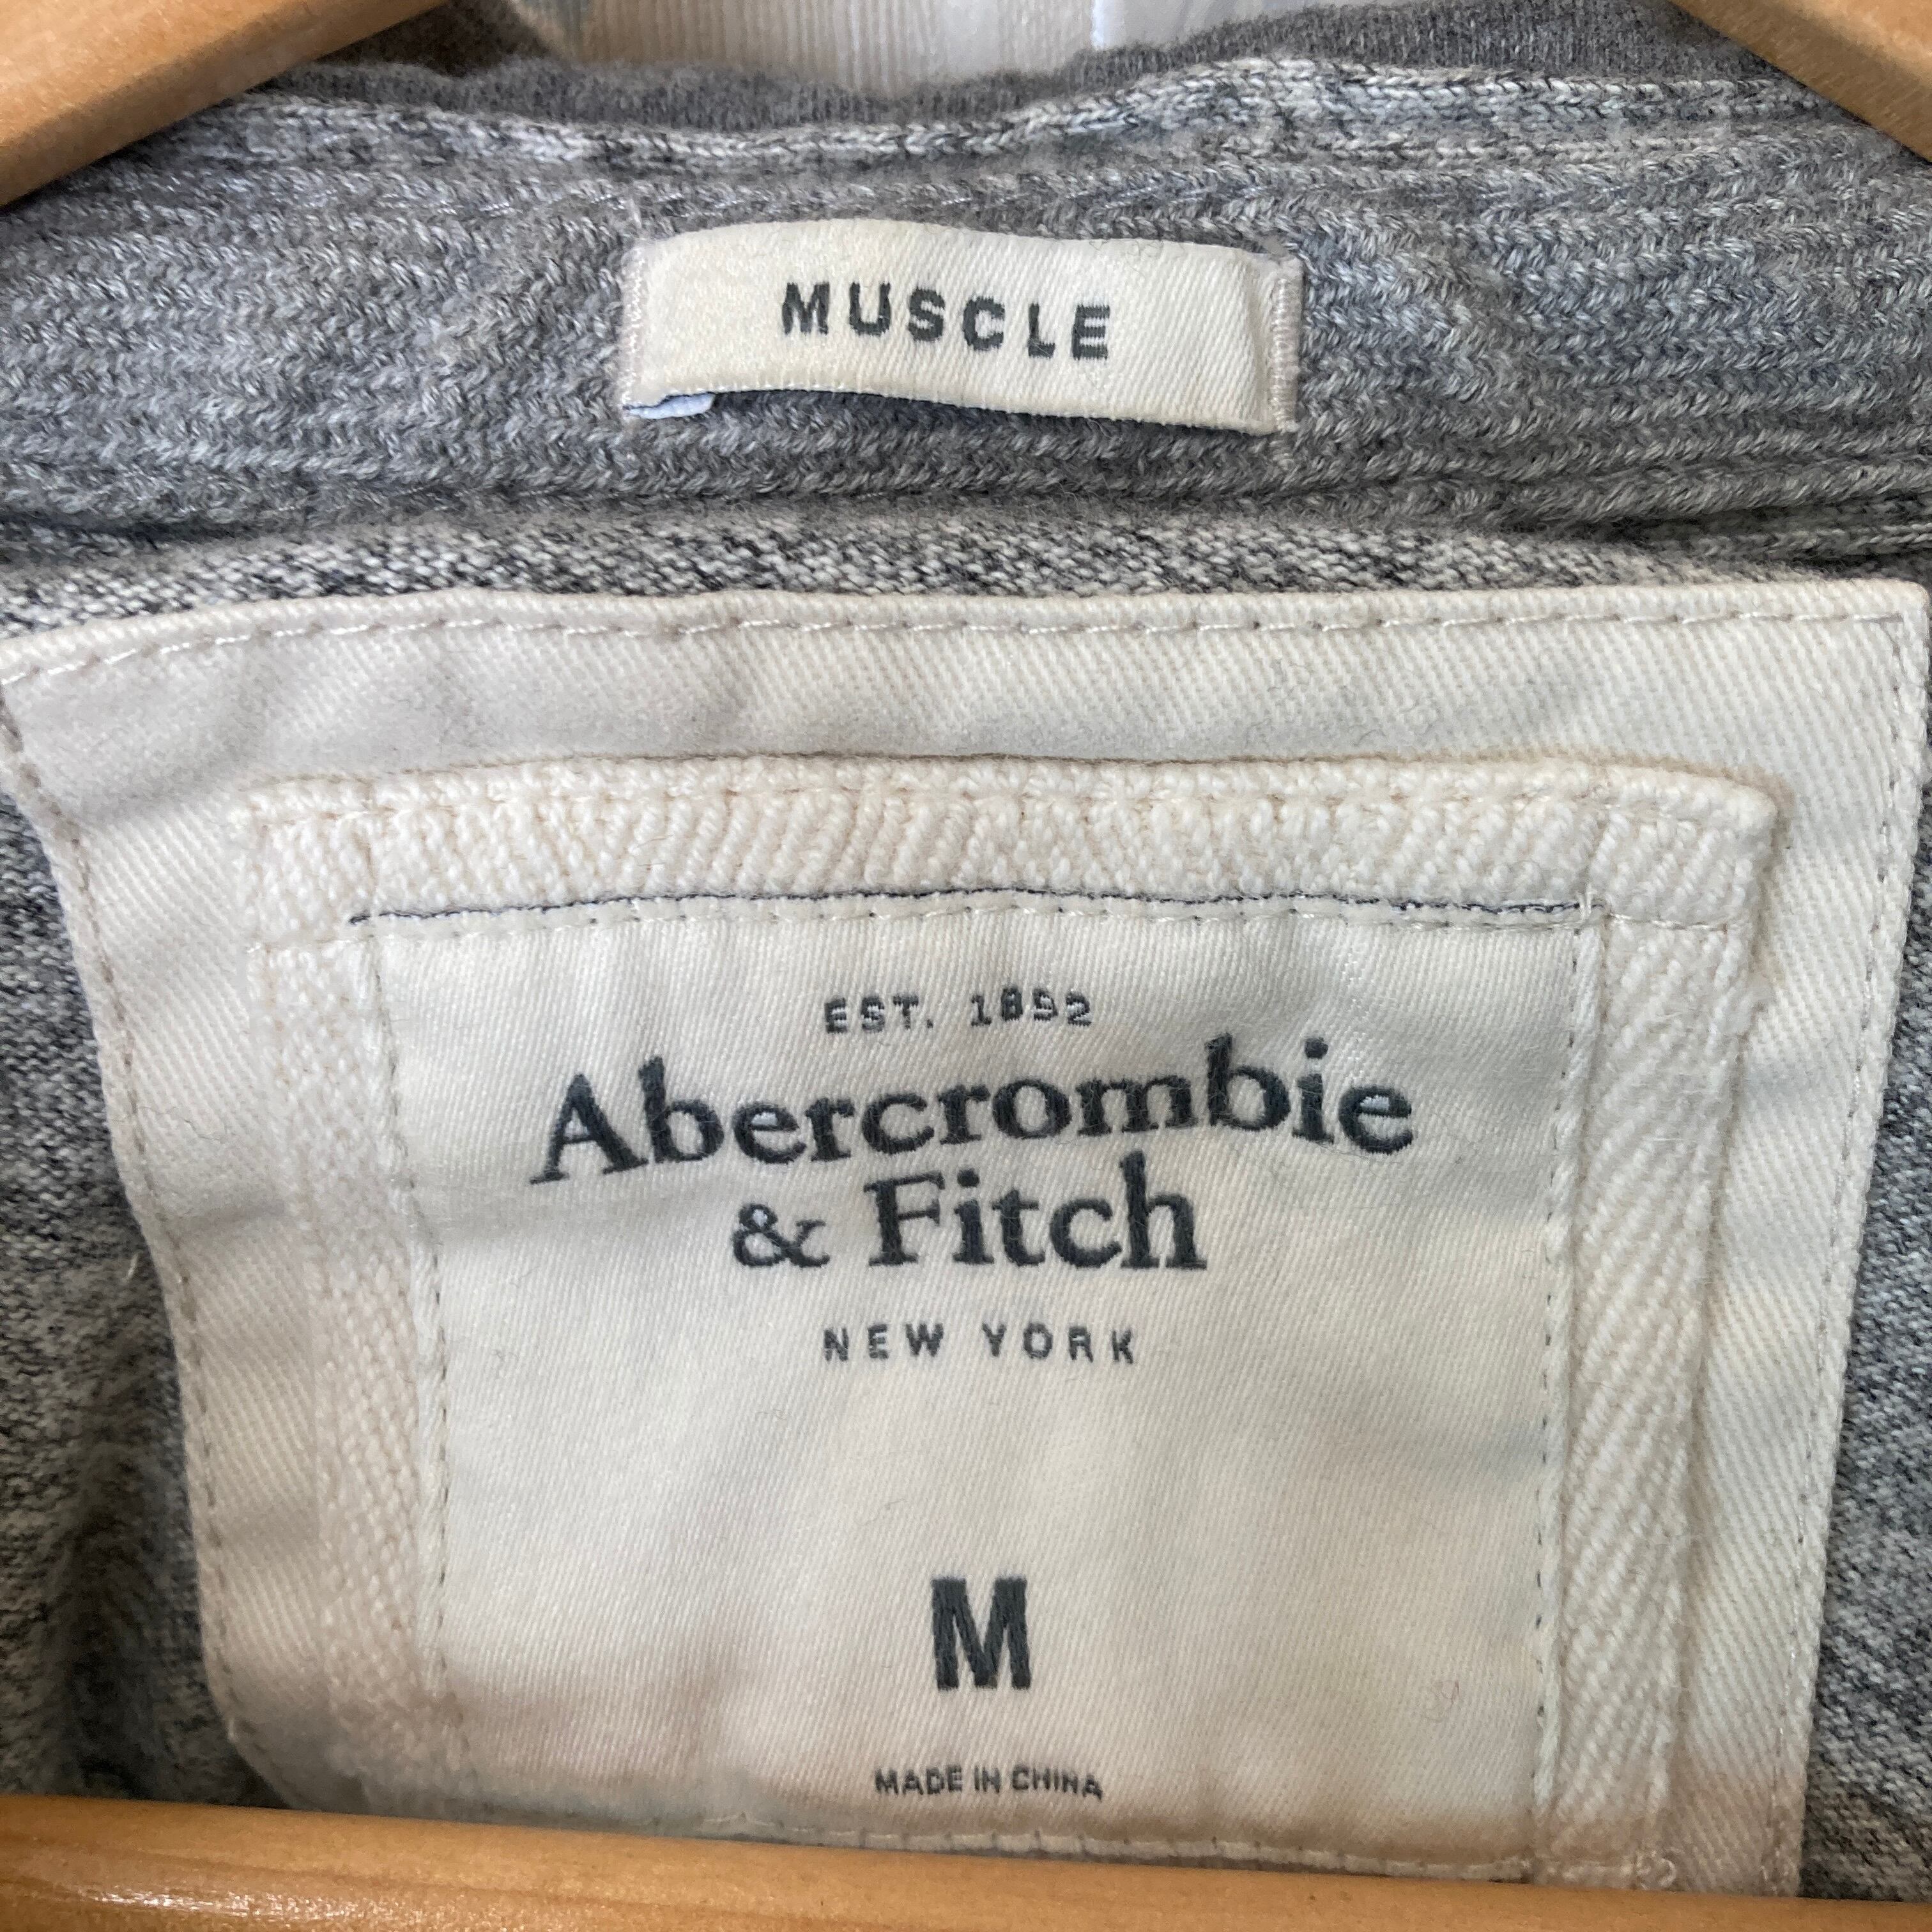 MUSCLE
EST. 1892
Abercrombie
& Fitch
NEW YORK
M
MADE IN CHINA